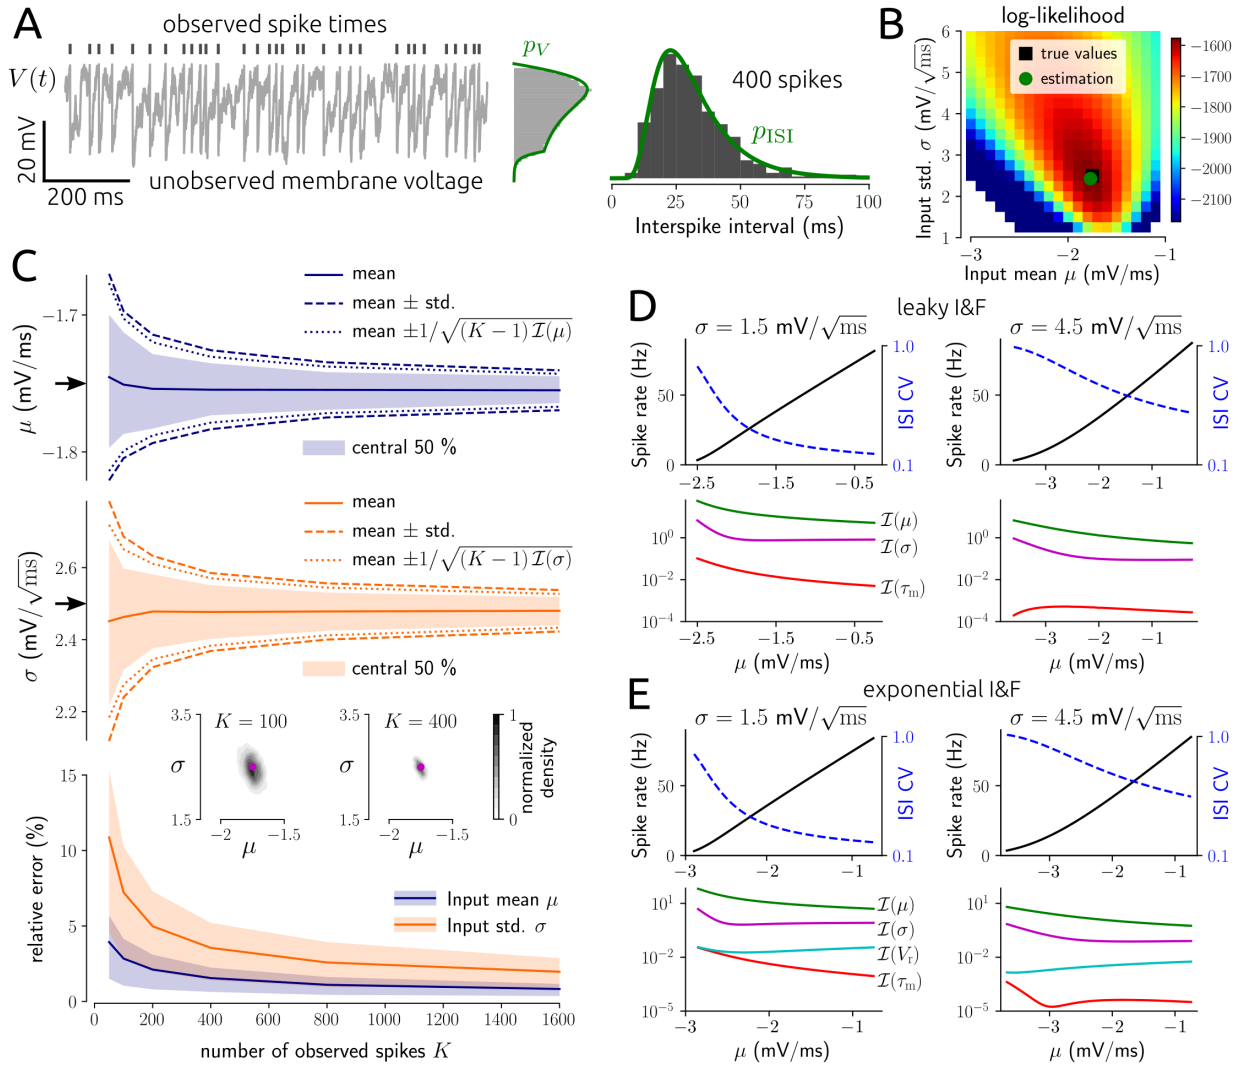 A
observed spike times
V(t)
20 mV
200 ms
unobserved membrane voltage
p_V
400 spikes
p_ISI
0 25 50 75 100
Interspike interval (ms)
B
log-likelihood
true values
estimation
Input std. σ (mV/√ms)
6
5
4
3
2
1
−3 −2 −1
Input mean μ (mV/ms)
−1600
−1700
−1800
−1900
−2000
−2100
C
mean
mean ± std.
mean ±1/√((K − 1) I(μ))
central 50 %
μ (mV/ms)
−1.7
−1.8
mean
mean ± std.
mean ±1/√((K − 1) I(σ))
central 50 %
σ (mV/√ms)
2.6
2.4
2.2
3.5
σ
1.5
K = 100
−2 −1.5
μ
3.5
σ
1.5
K = 400
−2 −1.5
μ
1
0
normalized
density
relative error (%)
15
10
5
0
Input mean μ
Input std. σ
0 200 400 600 800 1000 1200 1400 1600
number of observed spikes K
D
leaky I&F
σ = 1.5 mV/√ms
Spike rate (Hz)
50
0
1.0
0.1
ISI CV
−2.5 −1.5 −0.5
σ = 4.5 mV/√ms
Spike rate (Hz)
50
0
1.0
0.1
ISI CV
−3 −2 −1
10⁰
10⁻²
10⁻⁴
I(μ)
I(σ)
I(τ_m)
−2.5 −1.5 −0.5
μ (mV/ms)
10⁰
10⁻²
10⁻⁴
−3 −2 −1
μ (mV/ms)
E
exponential I&F
σ = 1.5 mV/√ms
Spike rate (Hz)
50
0
1.0
0.1
ISI CV
−3 −2 −1
σ = 4.5 mV/√ms
Spike rate (Hz)
50
0
1.0
0.1
ISI CV
−3 −2 −1
10¹
10⁻²
10⁻⁵
I(μ)
I(σ)
I(V_r)
I(τ_m)
−3 −2 −1
μ (mV/ms)
10¹
10⁻²
10⁻⁵
−3 −2 −1
μ (mV/ms)